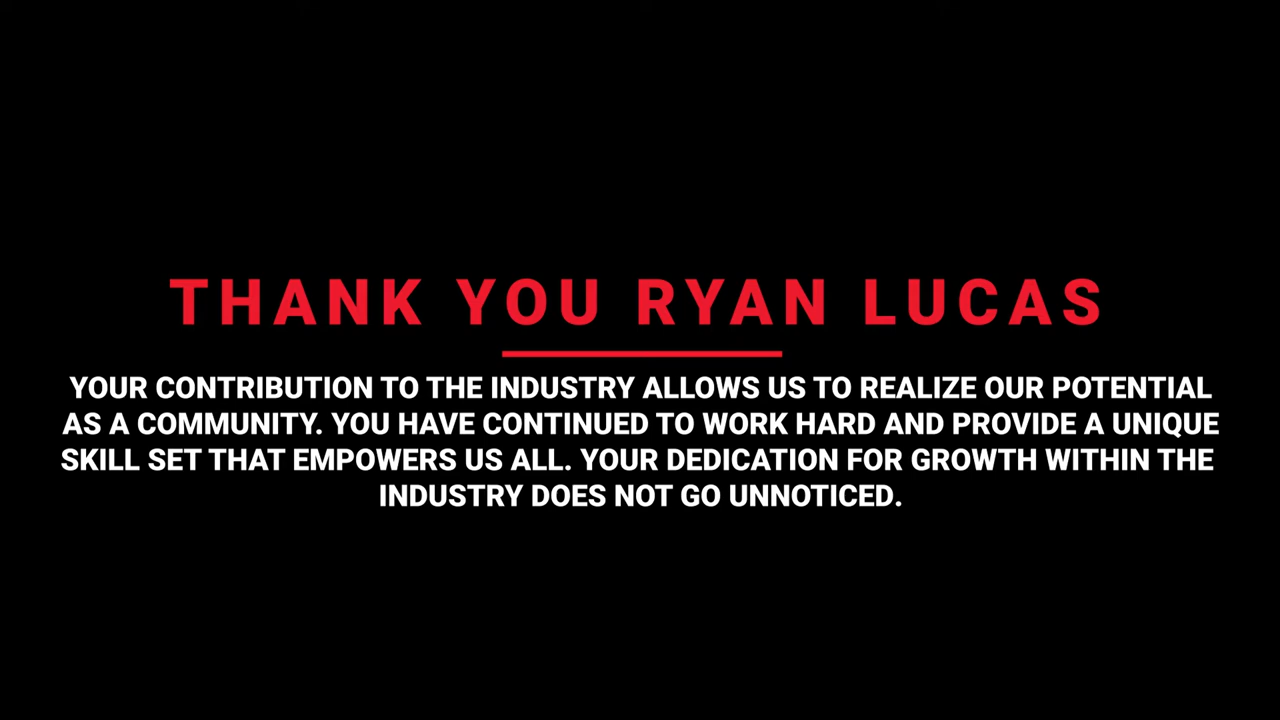 THANK YOU RYAN LUCAS
YOUR CONTRIBUTION TO THE INDUSTRY ALLOWS US TO REALIZE OUR POTENTIAL
AS A COMMUNITY. YOU HAVE CONTINUED TO WORK HARD AND PROVIDE A UNIQUE
SKILL SET THAT EMPOWERS US ALL. YOUR DEDICATION FOR GROWTH WITHIN THE
INDUSTRY DOES NOT GO UNNOTICED.